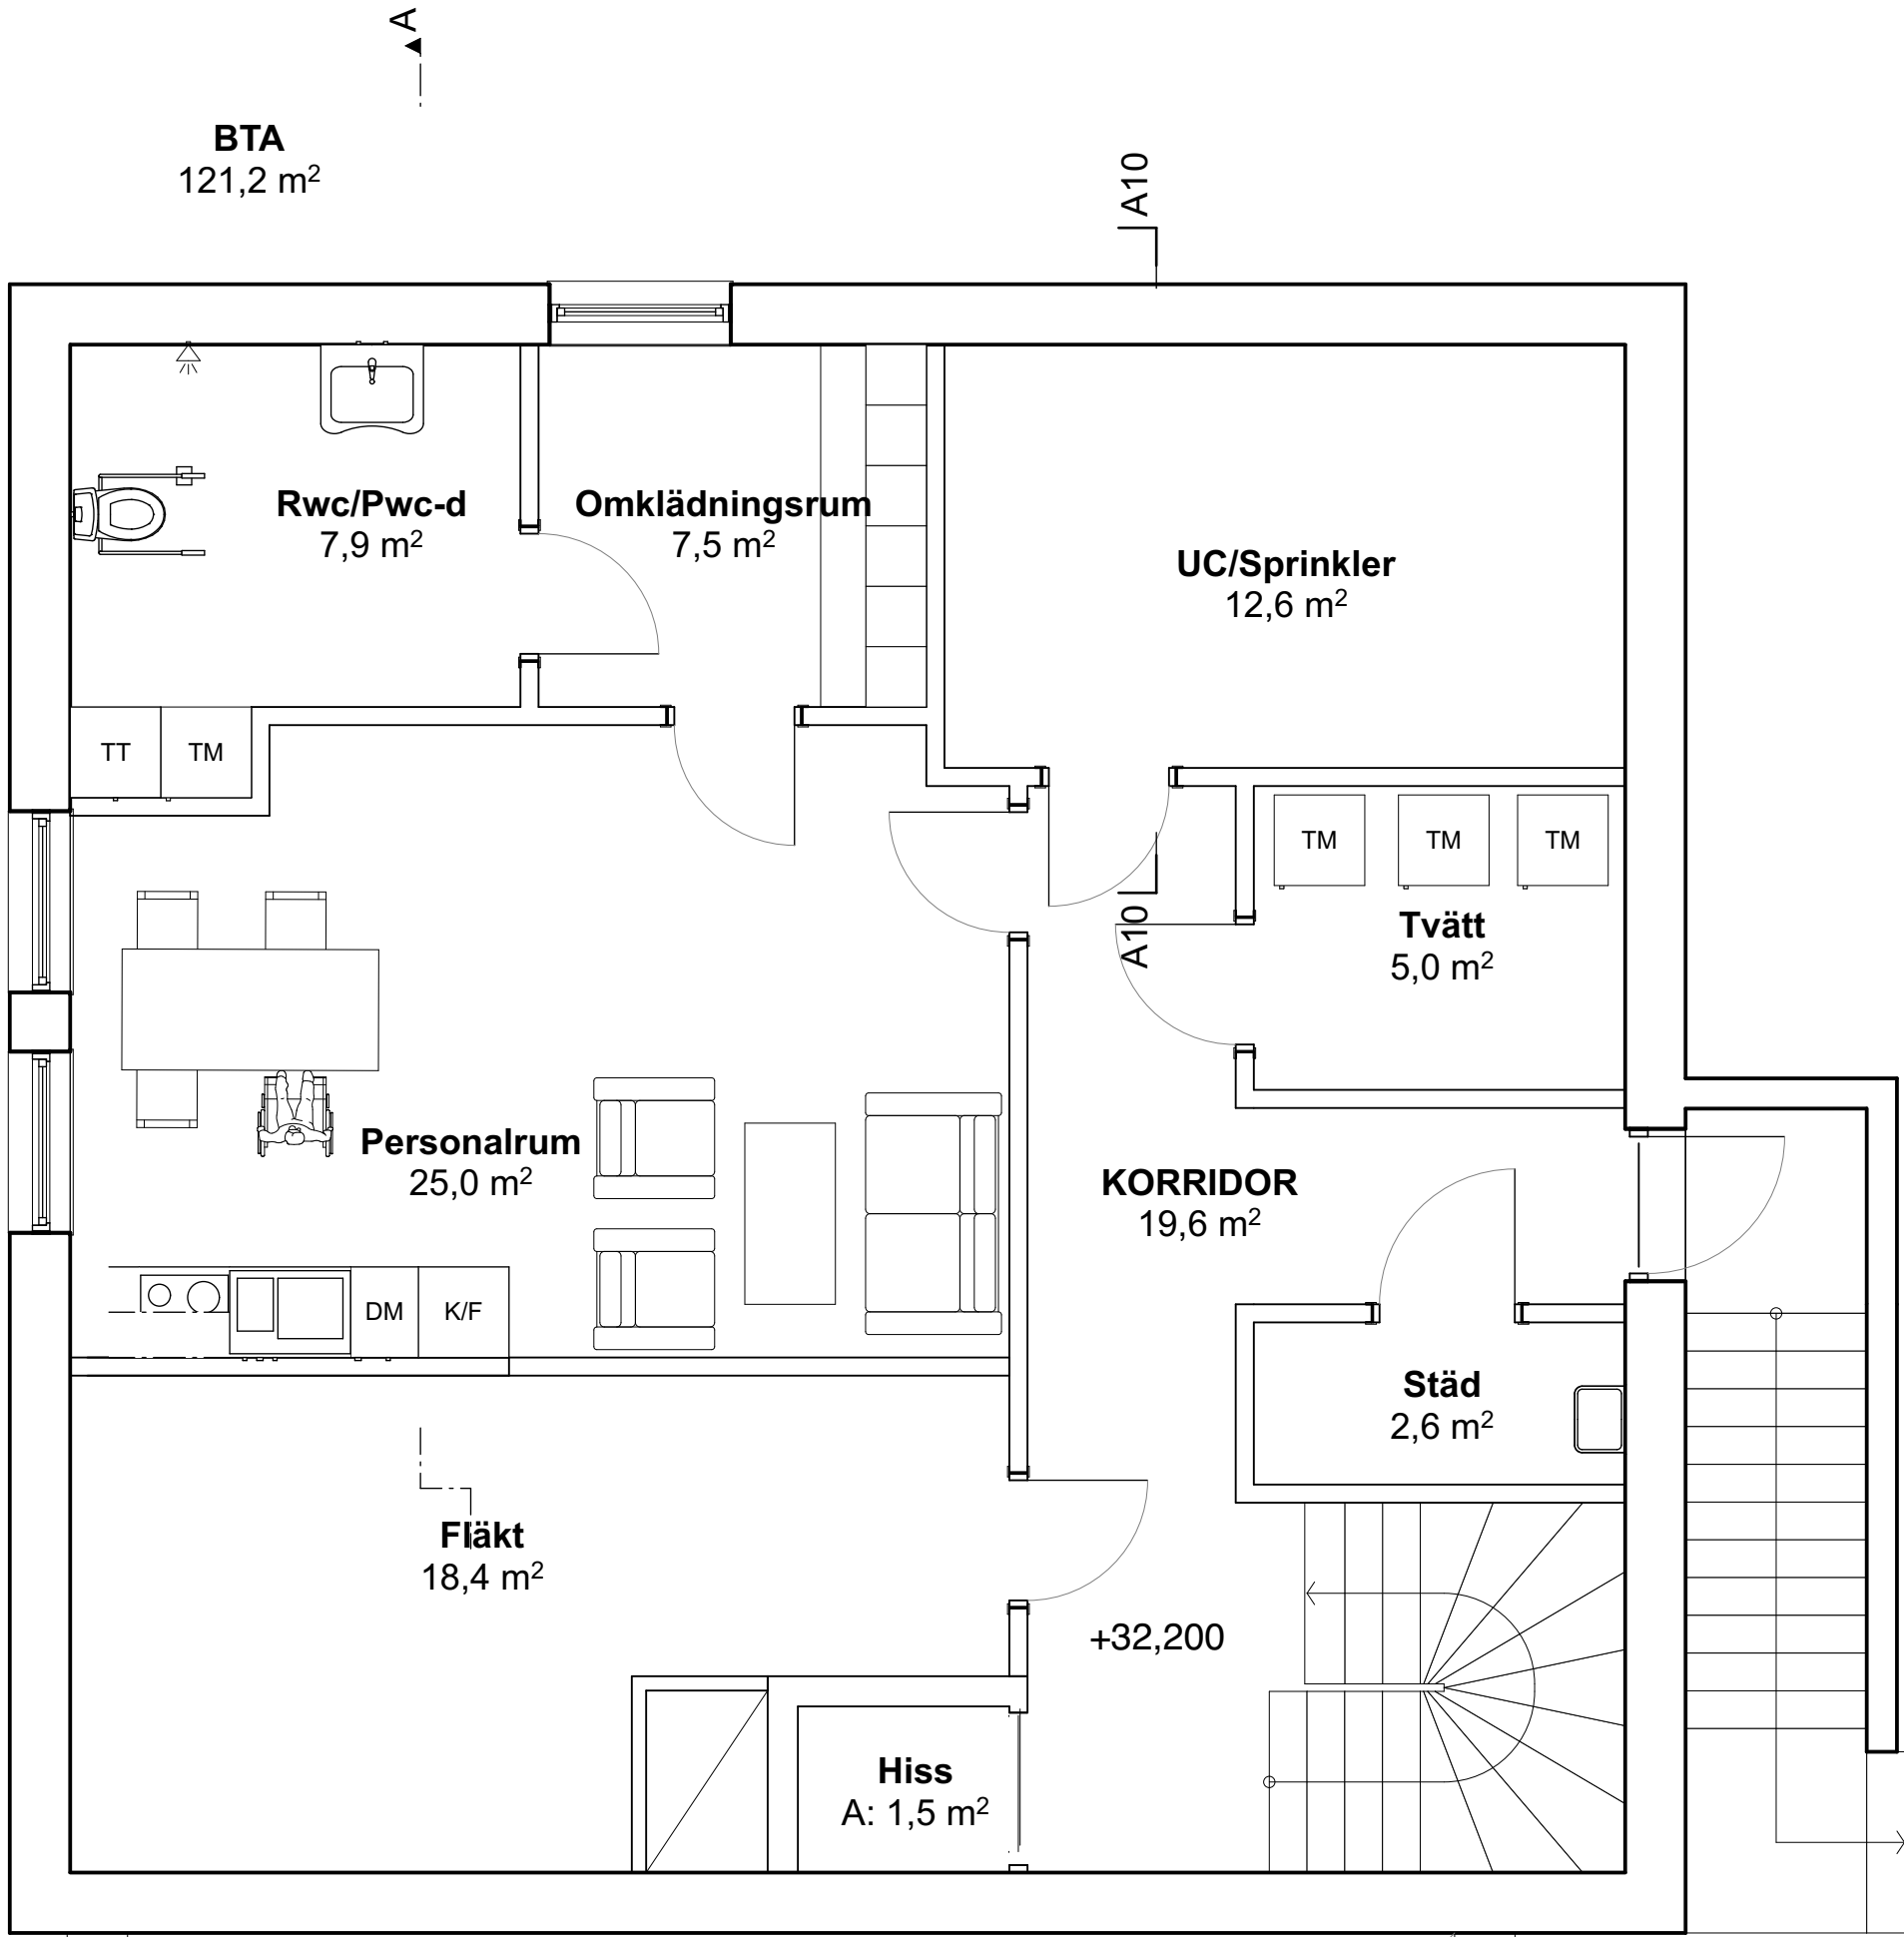 A
BTA
121,2 m²
A10
Rwc/Pwc-d
7,9 m²
Omklädningsrum
7,5 m²
UC/Sprinkler
12,6 m²
TT
TM
TM
TM
TM
Tvätt
5,0 m²
A10
Personalrum
25,0 m²
KORRIDOR
19,6 m²
DM
K/F
Städ
2,6 m²
Fläkt
18,4 m²
+32,200
Hiss
A: 1,5 m²